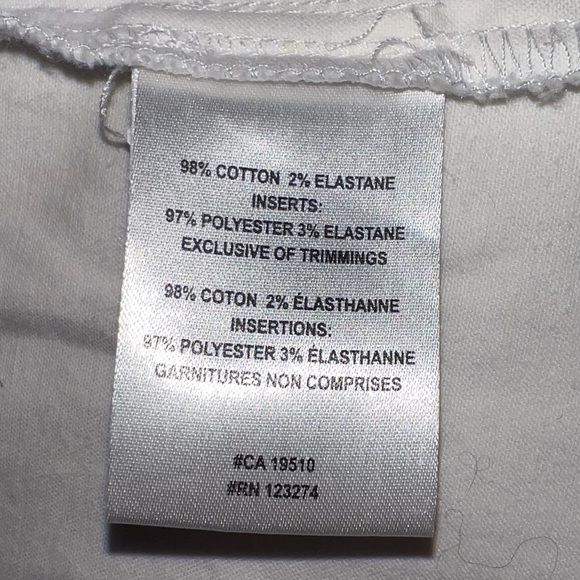 98% COTTON 2% ELASTANE
INSERTS:
97% POLYESTER 3% ELASTANE
EXCLUSIVE OF TRIMMINGS
98% COTON 2% ÉLASTHANNE
INSERTIONS:
97% POLYESTER 3% ÉLASTHANNE
GARNITURES NON COMPRISES
#CA 19510
#RN 123274